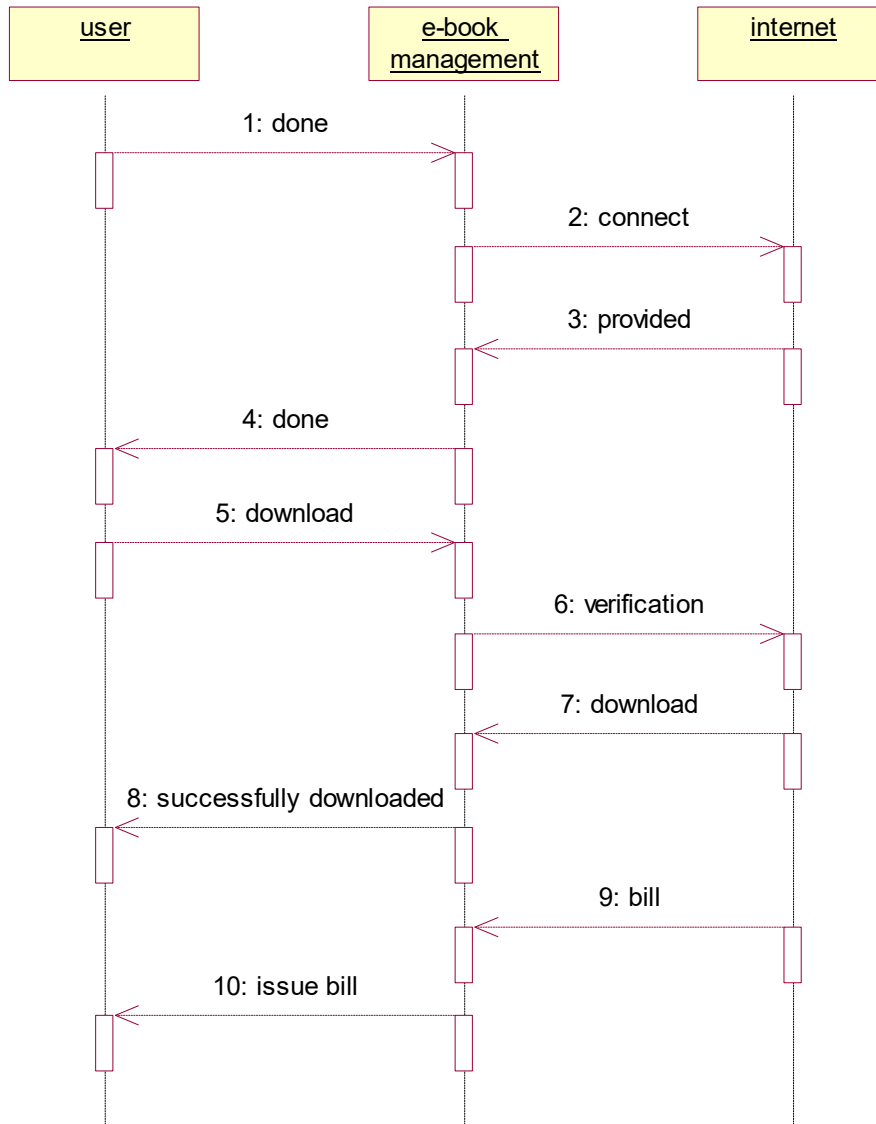 user
e-book
management
internet
1: done
2: connect
3: provided
4: done
5: download
6: verification
7: download
8: successfully downloaded
9: bill
10: issue bill